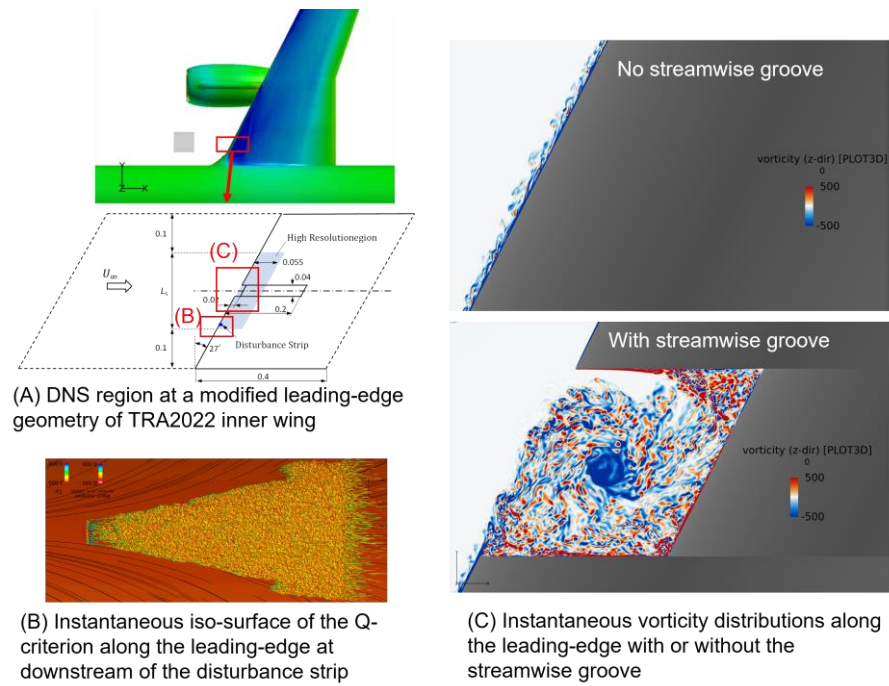 Y
Z
X
0.1
(C)
High Resolutionegion
0.055
U∞
0.04
0.02
0.2
(B)
0.1
Disturbance Strip
27°
0.4
(A) DNS region at a modified leading-edge
geometry of TRA2022 inner wing
(B) Instantaneous iso-surface of the Q-
criterion along the leading-edge at
downstream of the disturbance strip
No streamwise groove
vorticity (z-dir) [PLOT3D]
0
500
-500
With streamwise groove
vorticity (z-dir) [PLOT3D]
0
500
-500
(C) Instantaneous vorticity distributions along
the leading-edge with or without the
streamwise groove